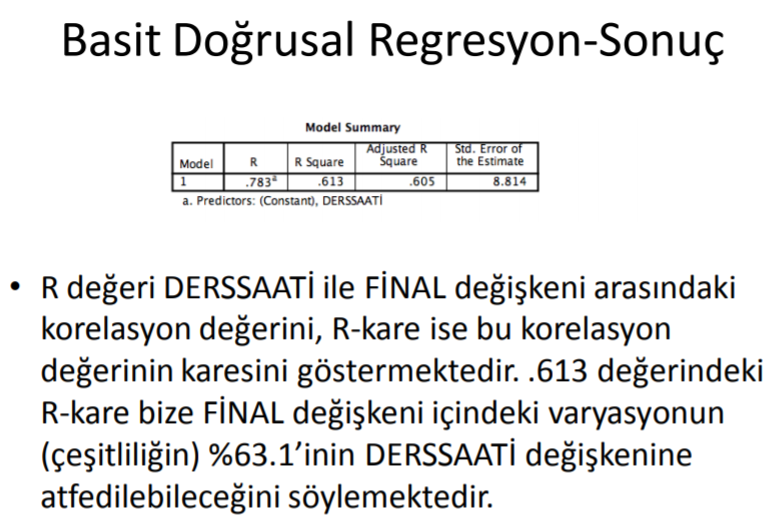 Basit Doğrusal Regresyon-Sonuç
Model Summary
Model R R Square Adjusted R Square Std. Error of the Estimate
1 .783a .613 .605 8.814
a. Predictors: (Constant), DERSSAATİ
• R değeri DERSSAATİ ile FİNAL değişkeni arasındaki
korelasyon değerini, R-kare ise bu korelasyon
değerinin karesini göstermektedir. .613 değerindeki
R-kare bize FİNAL değişkeni içindeki varyasyonun
(çeşitliliğin) %63.1’inin DERSSAATİ değişkenine
atfedilebileceğini söylemektedir.